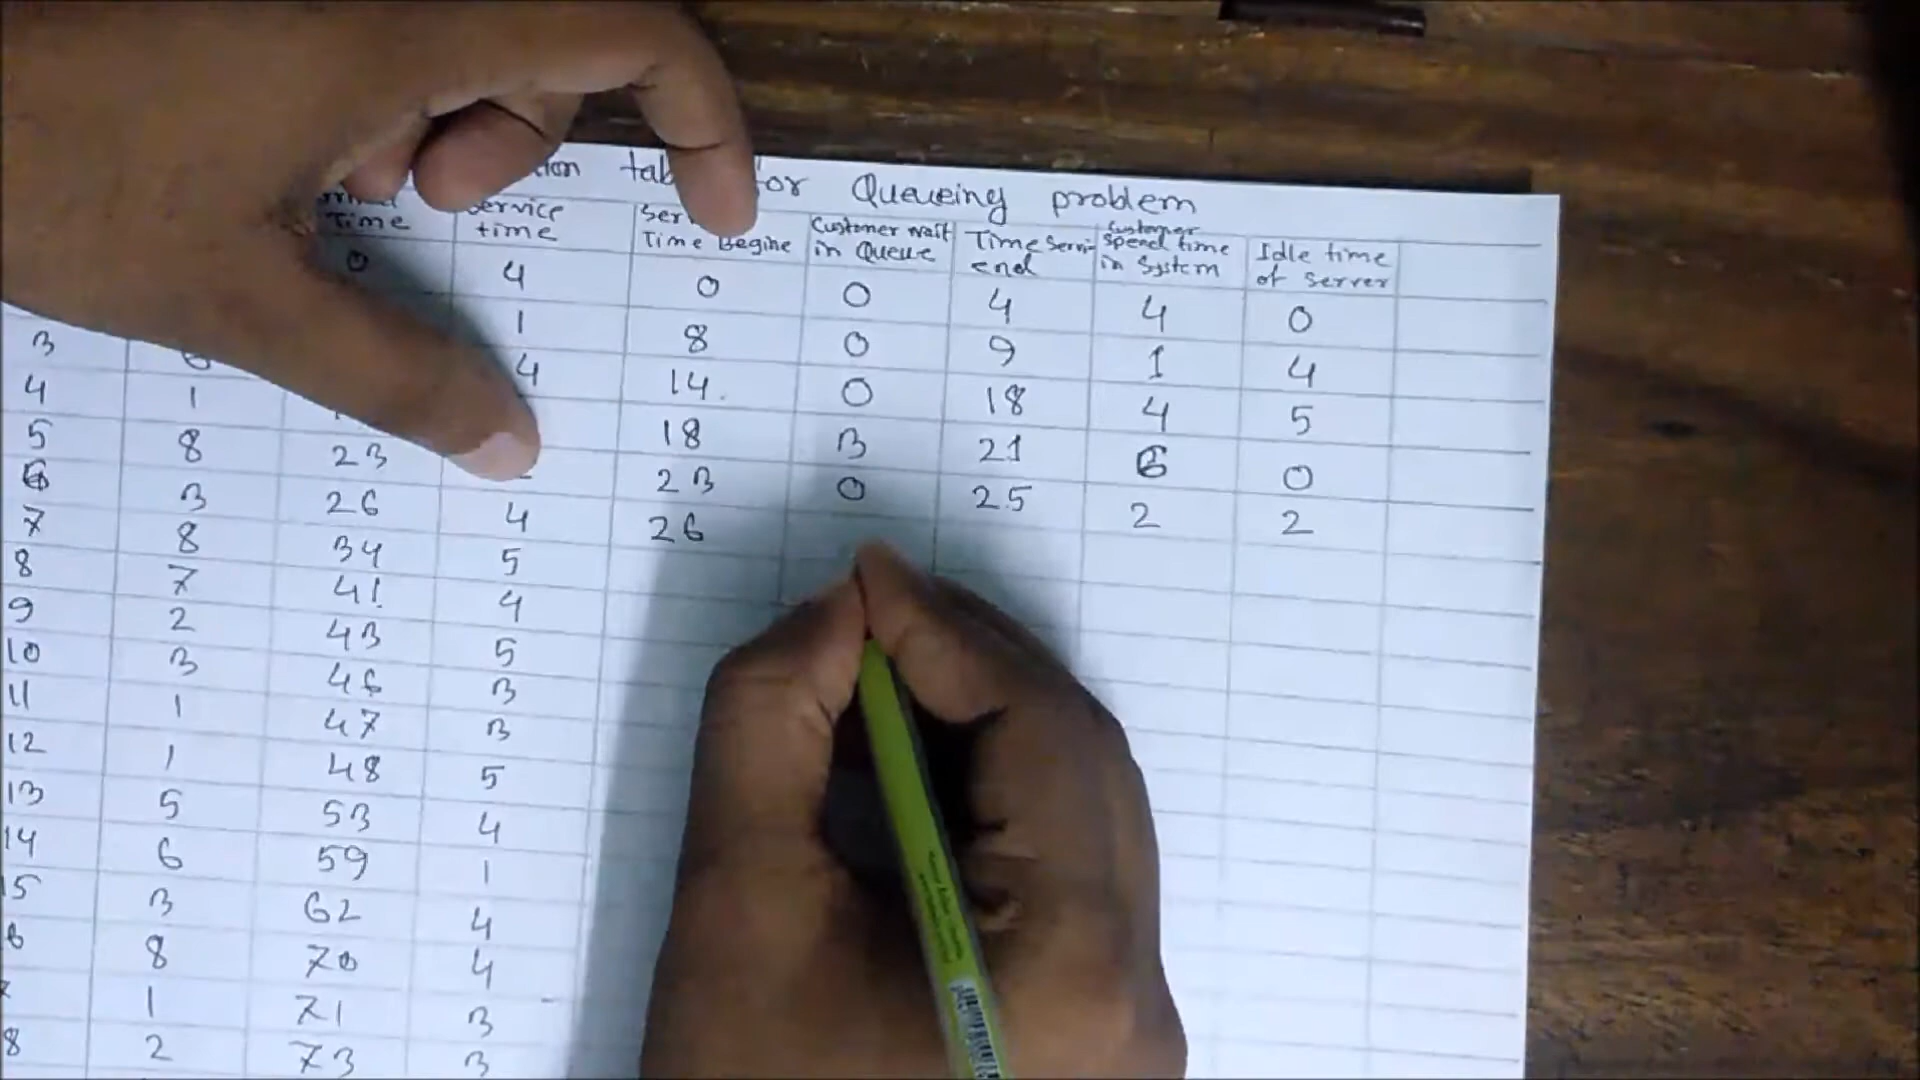 tion tab for Queueing problem
Time
Service time
Time Begine
Customer wait in Queue
Time Servi- end
Customer Spend time in System
Idle time of server
0 4 0 0 4 4 0
1 8 0 9 1 4
3 6 4 14. 0 18 4 5
4 1 18 3 21 6 0
5 8 23 23 0 25 2 2
6 3 26 4 26
7 8 34 5
8 7 41 4
9 2 43 5
10 3 46 3
11 1 47 3
12 1 48 5
13 5 53 4
14 6 59 1
15 3 62 4
6 8 70 4
7 1 71 3
8 2 73 3